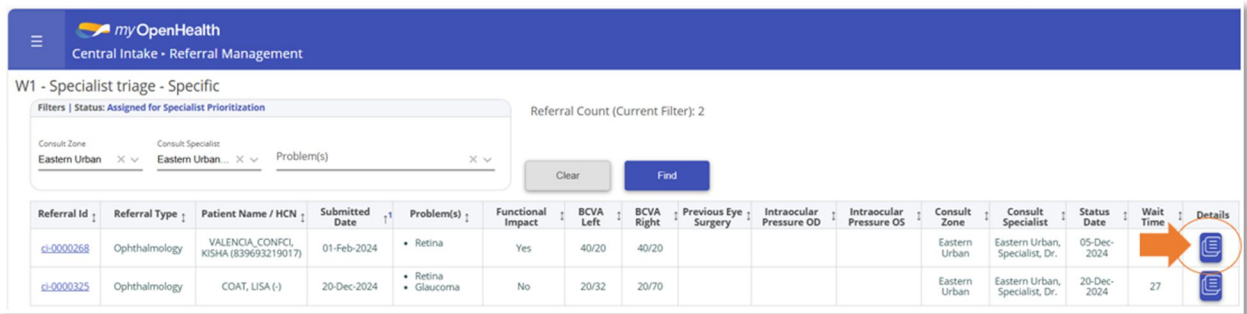 myOpenHealth
Central Intake • Referral Management
W1 - Specialist triage - Specific
Filters | Status: Assigned for Specialist Prioritization
Referral Count (Current Filter): 2
Consult Zone Consult Specialist
Eastern Urban Eastern Urban... Problem(s)
Clear Find
Referral Id Referral Type Patient Name / HCN Submitted Date 1 Problem(s) Functional Impact BCVA Left BCVA Right Previous Eye Surgery Intraocular Pressure OD Intraocular Pressure OS Consult Zone Consult Specialist Status Date Wait Time Details
ci-0000268 Ophthalmology VALENCIA_CONFCI, KISHA (839693219017) 01-Feb-2024 • Retina Yes 40/20 40/20 Eastern Urban Eastern Urban, Specialist, Dr. 05-Dec-2024
ci-0000325 Ophthalmology COAT, LISA (-) 20-Dec-2024 • Retina • Glaucoma No 20/32 20/70 Eastern Urban Eastern Urban, Specialist, Dr. 20-Dec-2024 27